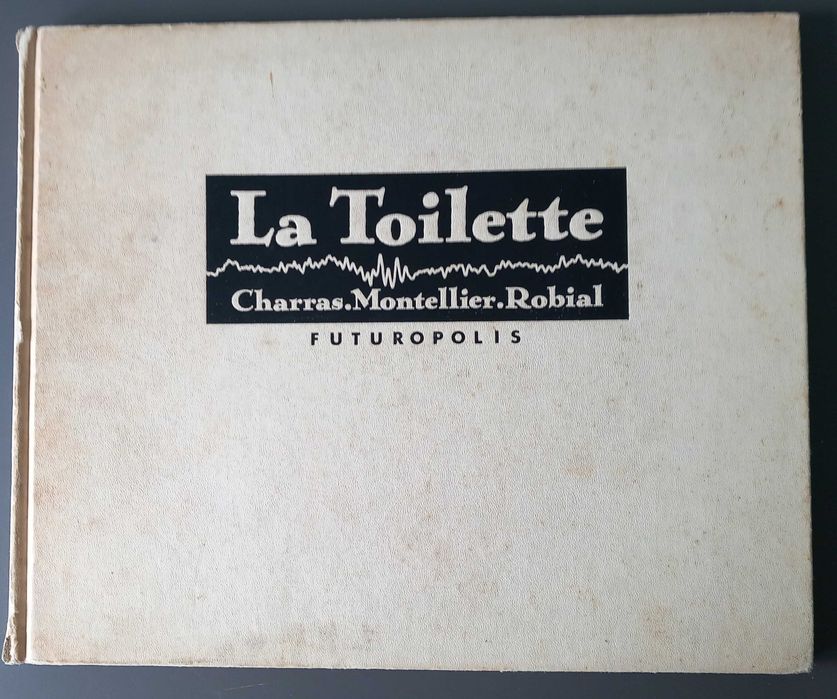 La Toilette
Charras.Montellier.Robial
FUTUROPOLIS